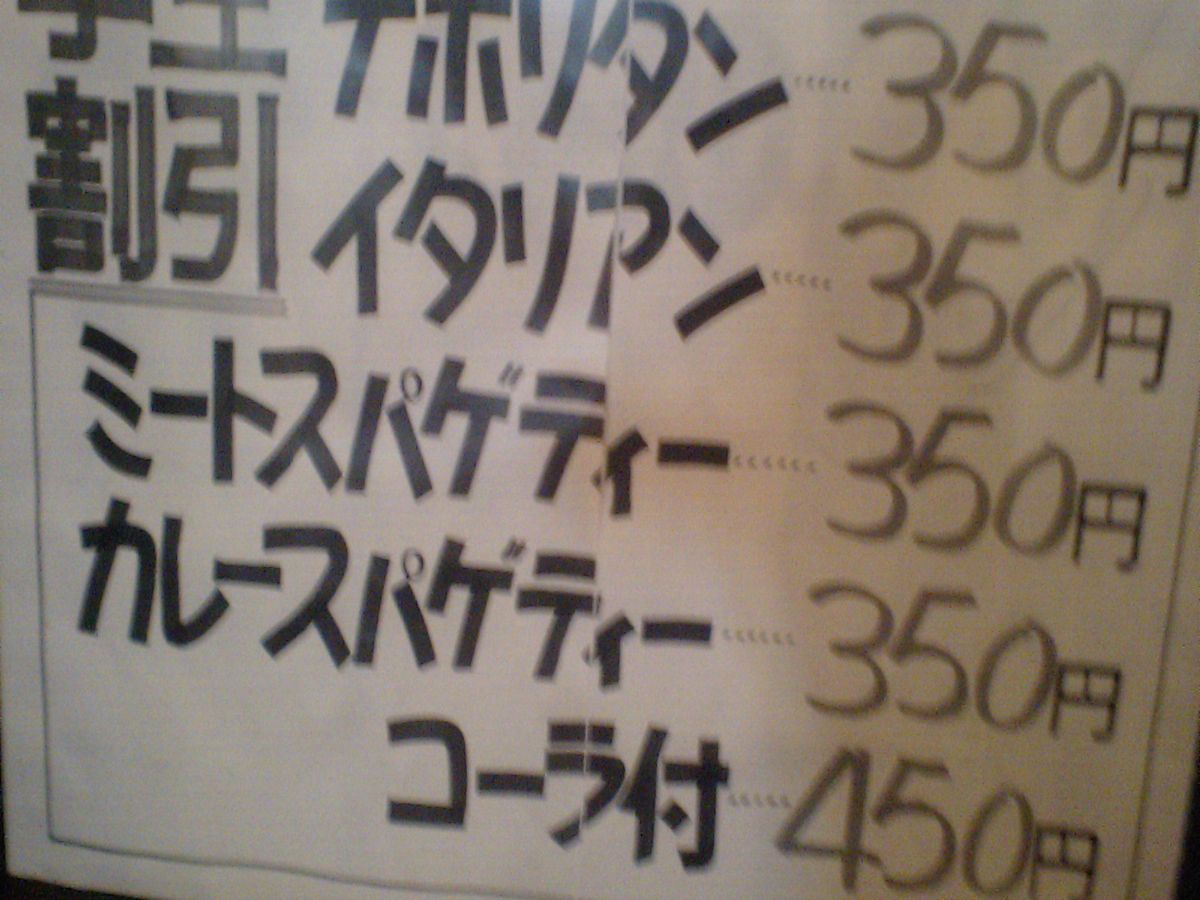 学生
割引
ナポリタン……350円
イタリアン……350円
ミートスパゲティー……350円
カレースパゲティー……350円
コーラ付……450円